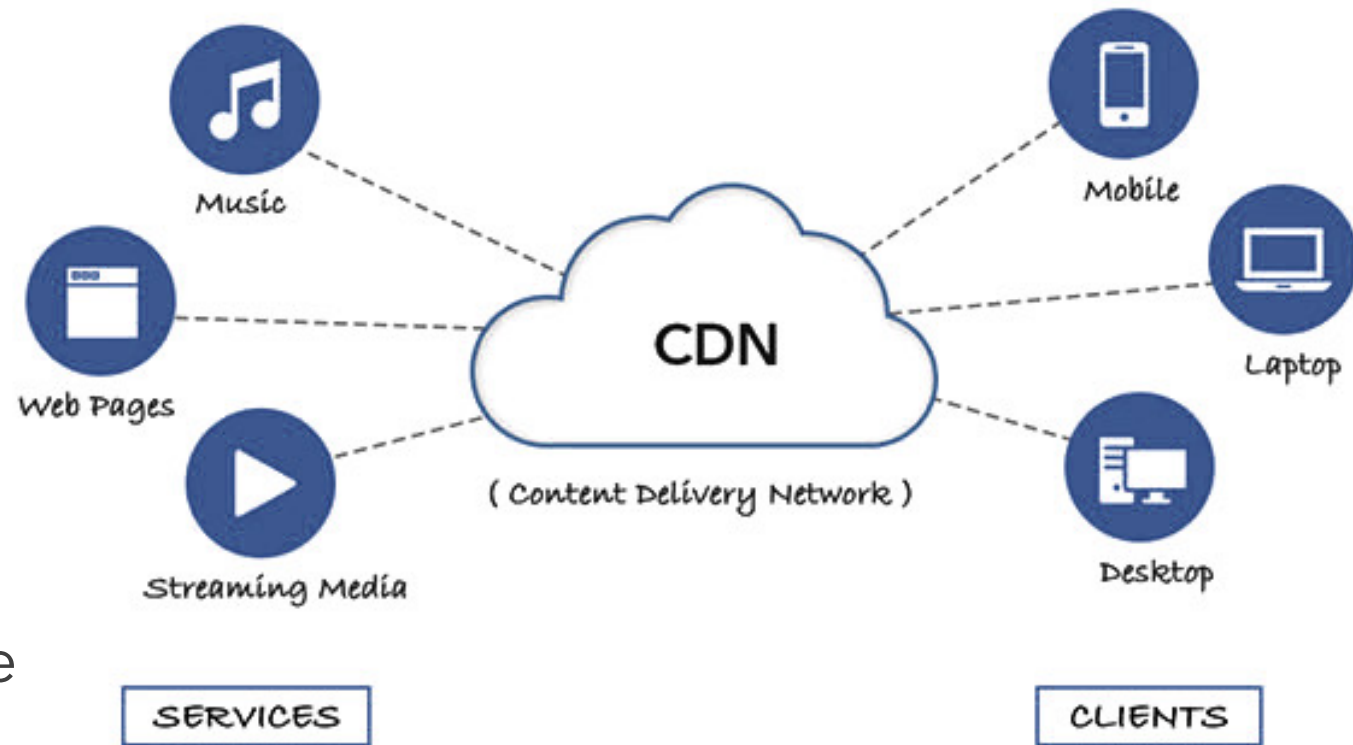 Music
Mobile
Web Pages
CDN
Laptop
( Content Delivery Network )
Streaming Media
Desktop
e
SERVICES
CLIENTS